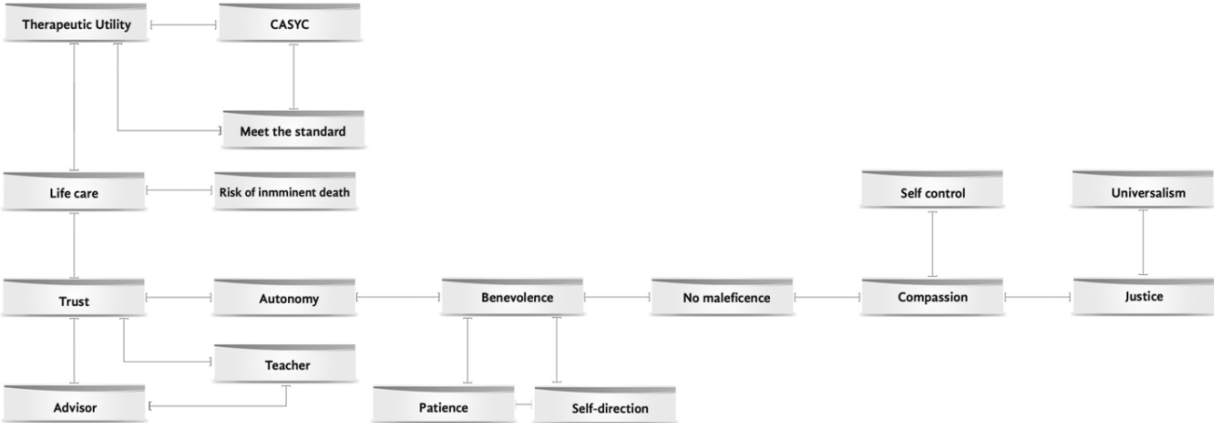 Therapeutic Utility
CASYC
Meet the standard
Life care
Risk of inmminent death
Self control
Universalism
Trust
Autonomy
Benevolence
No maleficence
Compassion
Justice
Teacher
Advisor
Patience
Self-direction